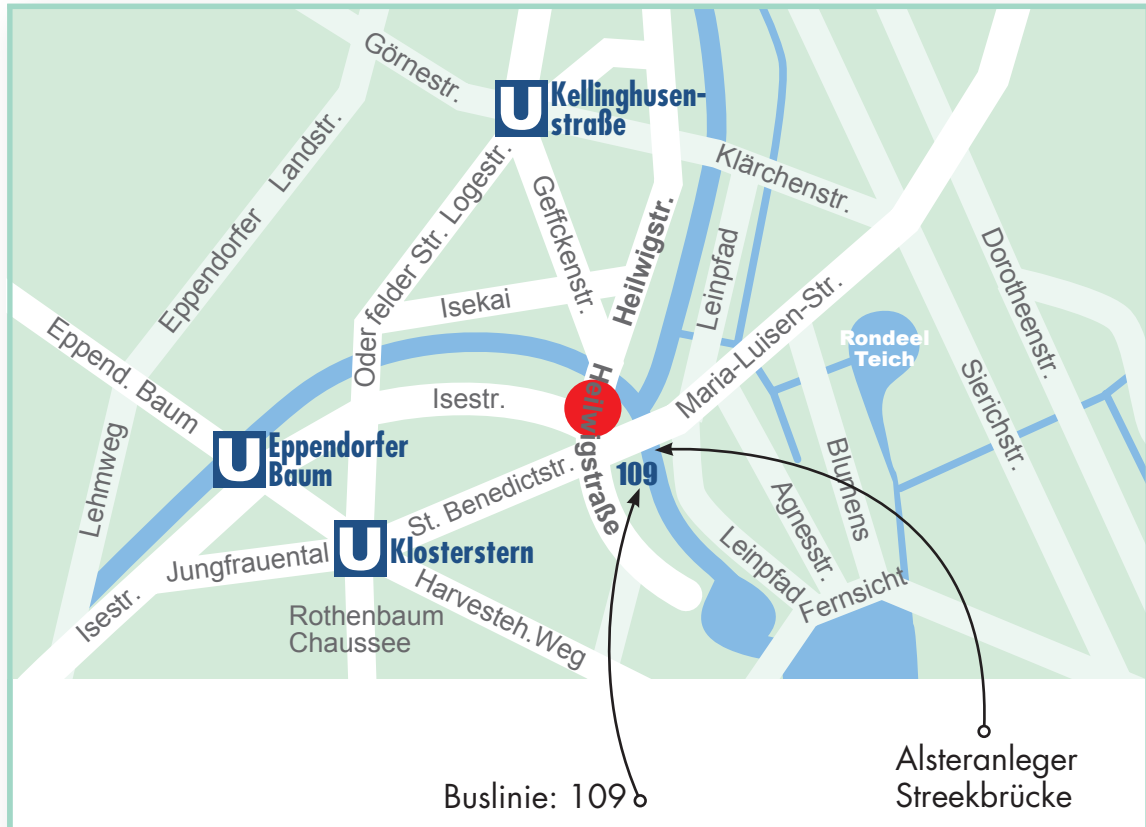 Görnestr.
U Kellinghusen-
straße
Klärchenstr.
Eppendorfer Landstr.
Oder felder Str. Logestr.
Geffckenstr.
Heilwigstr.
Leinpfad
Dorotheenstr.
Isekai
Maria-Luisen-Str.
Rondeel
Teich
Eppend. Baum
Isestr.
Heilwigstraße
Sierichstr.
Lehmweg
U Eppendorfer
Baum
St. Benedictstr.
109
Blumens
Agnesstr.
Leinpfad
Jungfrauental
U Klosterstern
Fernsicht
Isestr.
Harvesteh.Weg
Rothenbaum
Chaussee
Alsteranleger
Streekbrücke
Buslinie: 109